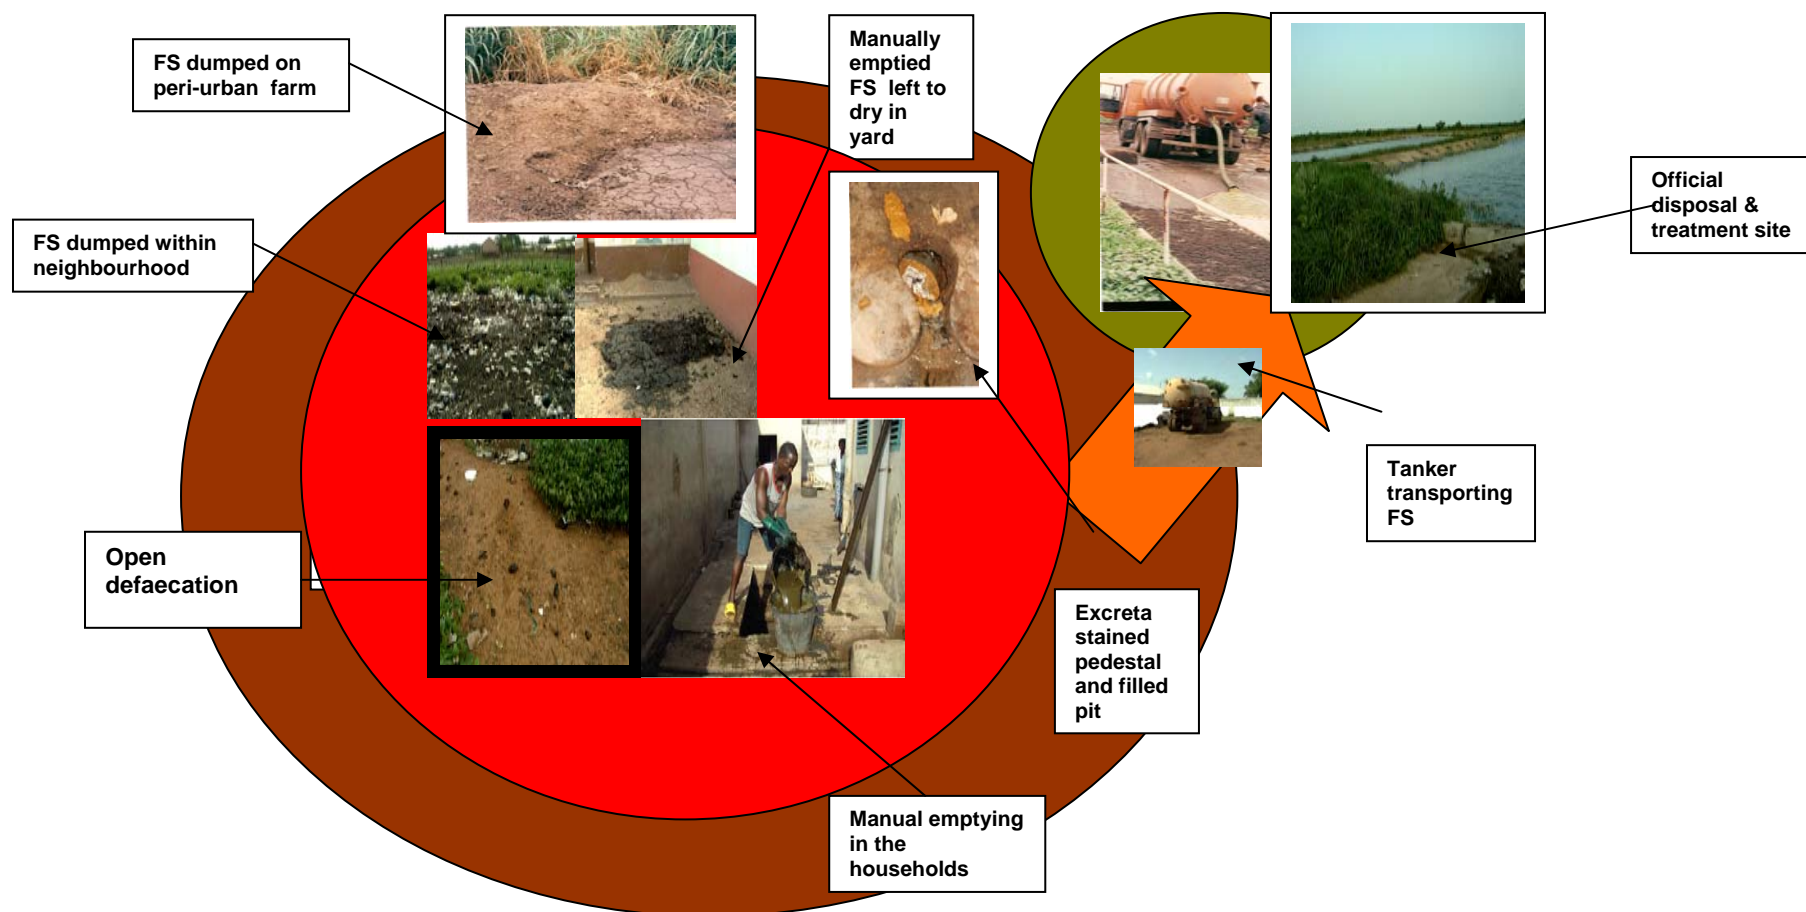 FS dumped on
peri-urban farm
Manually
emptied
FS left to
dry in
yard
Official
disposal &
treatment site
FS dumped within
neighbourhood
Tanker
transporting
FS
Open
defaecation
Excreta
stained
pedestal
and filled
pit
Manual emptying
in the
households